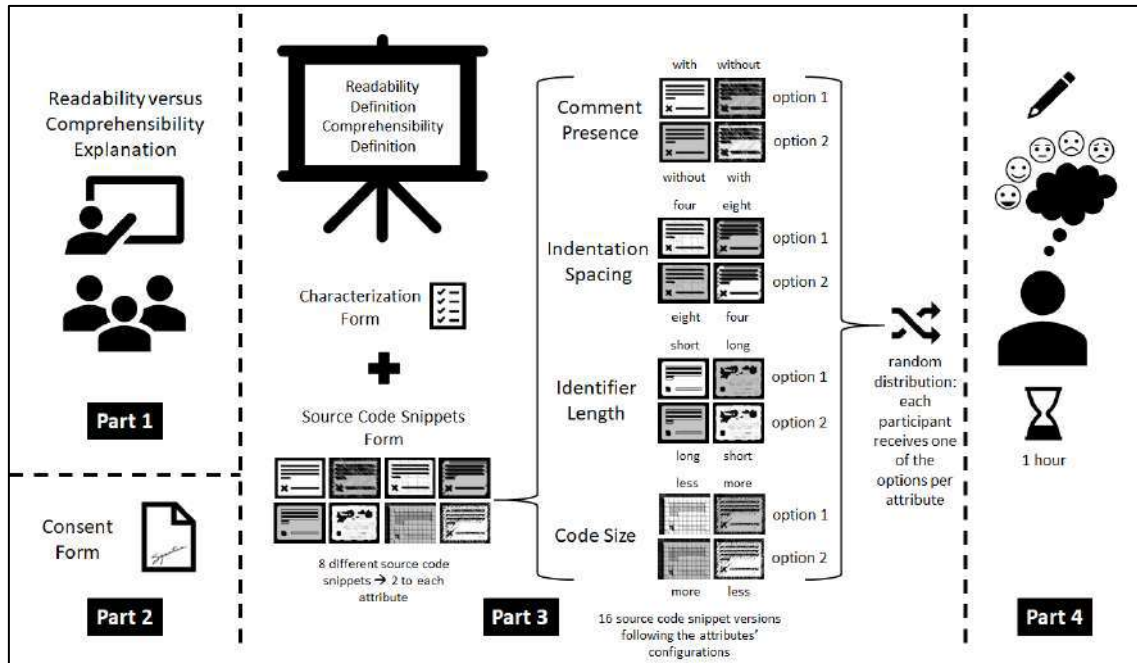 Readability versus
Comprehensibility
Explanation
Part 1
Consent
Form
Part 2
Readability
Definition
Comprehensibility
Definition
Characterization
Form
Source Code Snippets
Form
8 different source code
snippets → 2 to each
attribute
Part 3
Comment
Presence
with without
option 1
option 2
without with
Indentation
Spacing
four eight
option 1
option 2
eight four
Identifier
Length
short long
option 1
option 2
long short
Code Size
less more
option 1
option 2
more less
16 source code snippet versions
following the attributes'
configurations
random
distribution:
each
participant
receives one
of the
options per
attribute
1 hour
Part 4